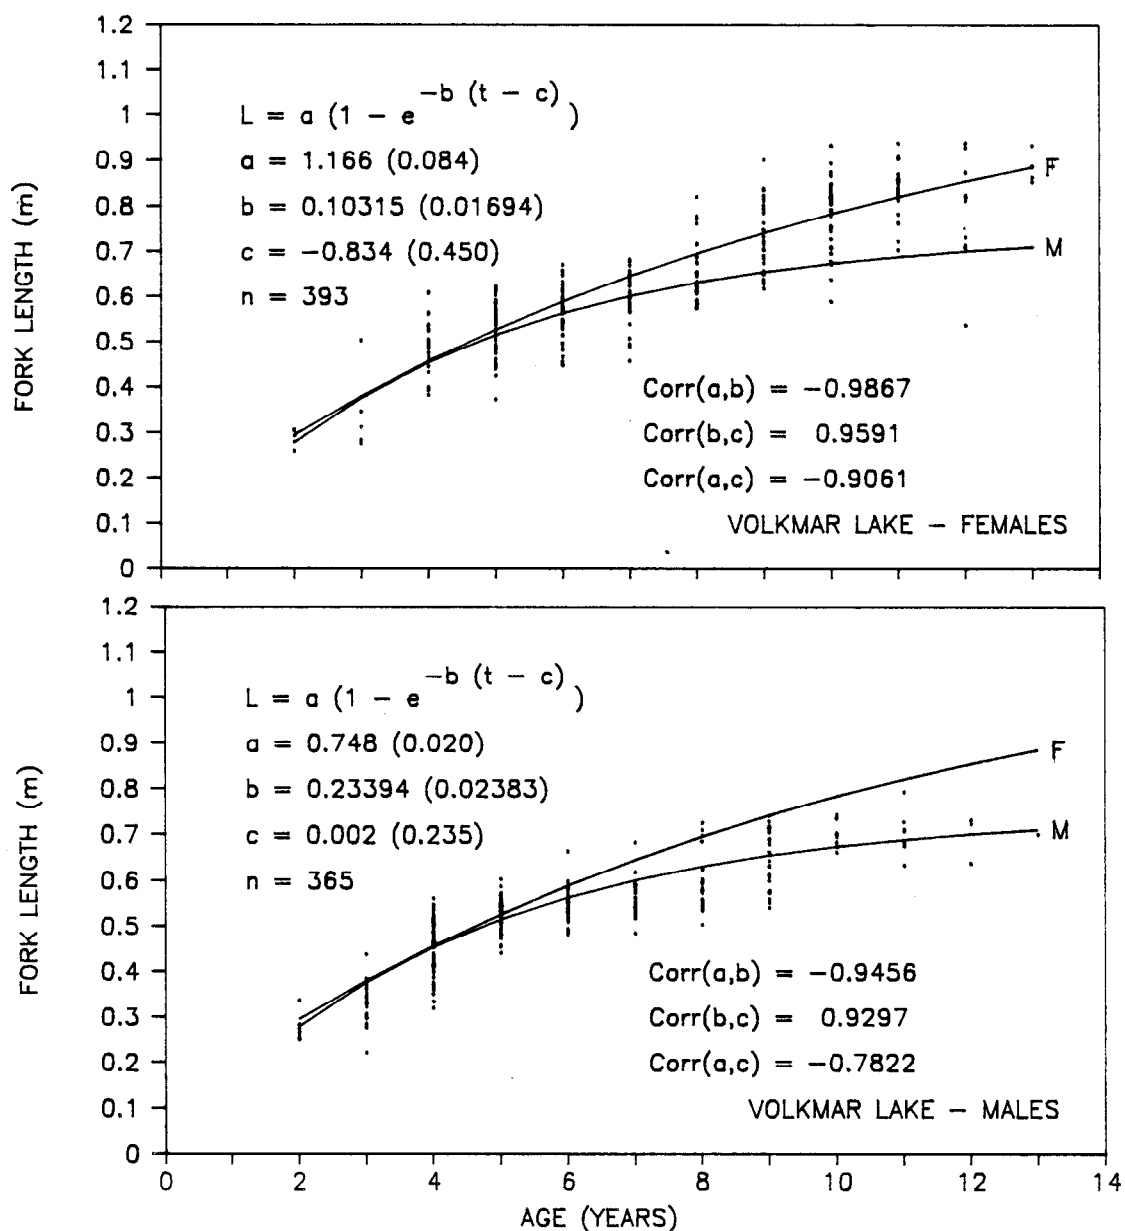 1.2
1.1
1
0.9
0.8
0.7
0.6
0.5
0.4
0.3
0.2
0.1
0
FORK LENGTH (m)
L = a (1 − e^−b (t − c))
a = 1.166 (0.084)
b = 0.10315 (0.01694)
c = −0.834 (0.450)
n = 393
F
M
Corr(a,b) = −0.9867
Corr(b,c) = 0.9591
Corr(a,c) = −0.9061
VOLKMAR LAKE − FEMALES
1.2
1.1
1
0.9
0.8
0.7
0.6
0.5
0.4
0.3
0.2
0.1
0
FORK LENGTH (m)
L = a (1 − e^−b (t − c))
a = 0.748 (0.020)
b = 0.23394 (0.02383)
c = 0.002 (0.235)
n = 365
F
M
Corr(a,b) = −0.9456
Corr(b,c) = 0.9297
Corr(a,c) = −0.7822
VOLKMAR LAKE − MALES
0 2 4 6 8 10 12 14
AGE (YEARS)